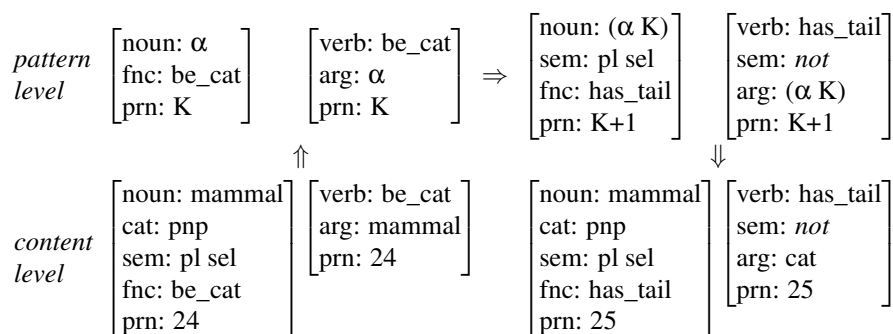 pattern level
[noun: α
fnc: be_cat
prn: K]
[verb: be_cat
arg: α
prn: K]
⇒
[noun: (α K)
sem: pl sel
fnc: has_tail
prn: K+1]
[verb: has_tail
sem: not
arg: (α K)
prn: K+1]
⇑ ⇓
content level
[noun: mammal
cat: pnp
sem: pl sel
fnc: be_cat
prn: 24]
[verb: be_cat
arg: mammal
prn: 24]
[noun: mammal
cat: pnp
sem: pl sel
fnc: has_tail
prn: 25]
[verb: has_tail
sem: not
arg: cat
prn: 25]